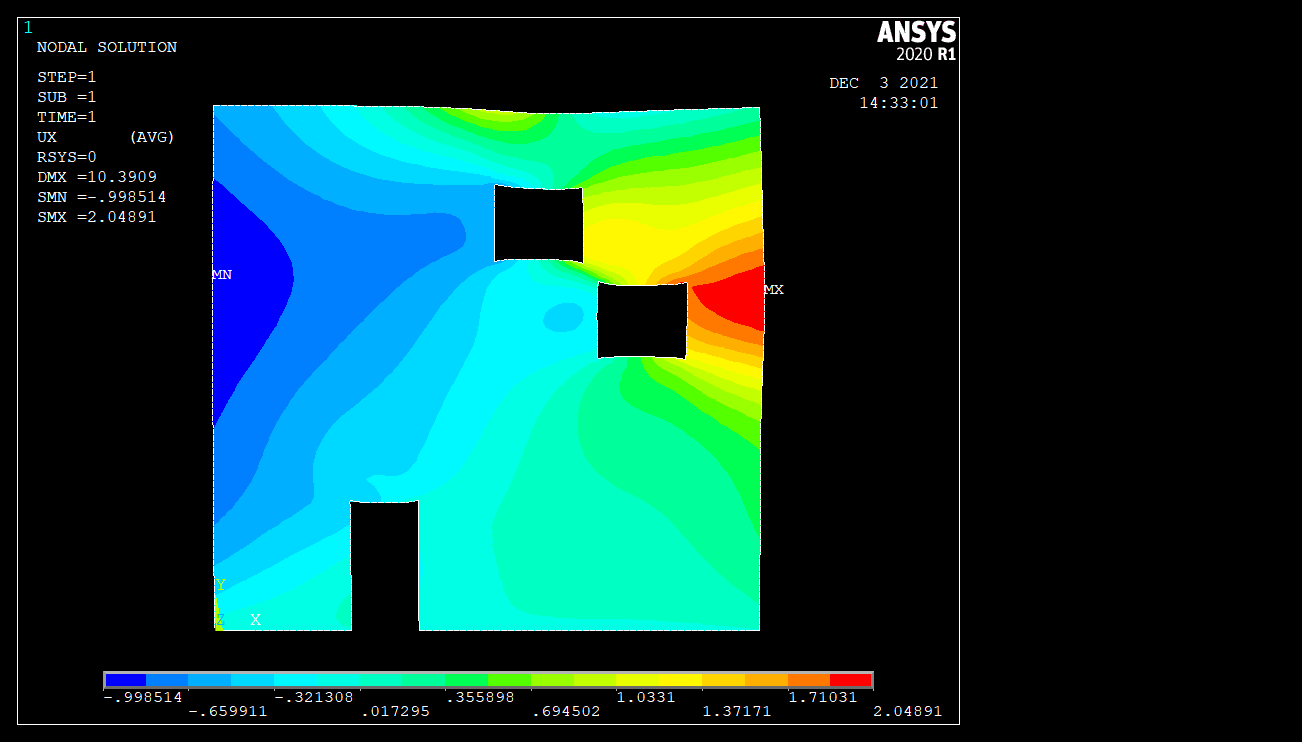 1
ANSYS
2020 R1
NODAL SOLUTION
STEP=1
SUB =1
TIME=1
UX (AVG)
RSYS=0
DMX =10.3909
SMN =-.998514
SMX =2.04891
DEC 3 2021
14:33:01
MN
MX
Y
Z X
-.998514 -.321308 .355898 1.0331 1.71031
-.659911 .017295 .694502 1.37171 2.04891